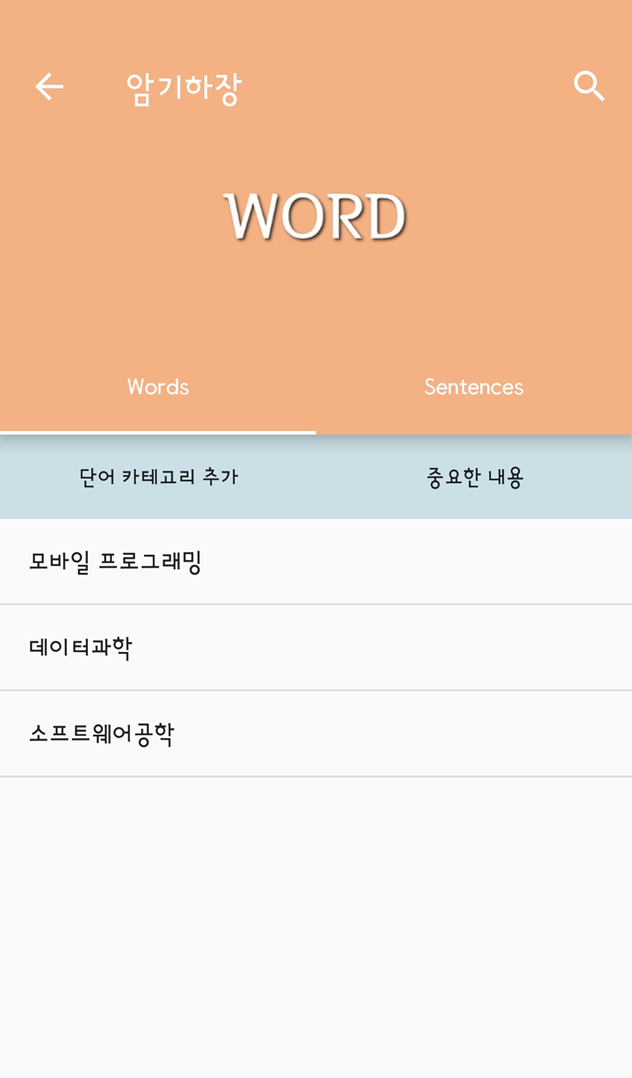 암기하장
WORD
Words Sentences
단어 카테고리 추가 중요한 내용
모바일 프로그래밍
데이터과학
소프트웨어공학